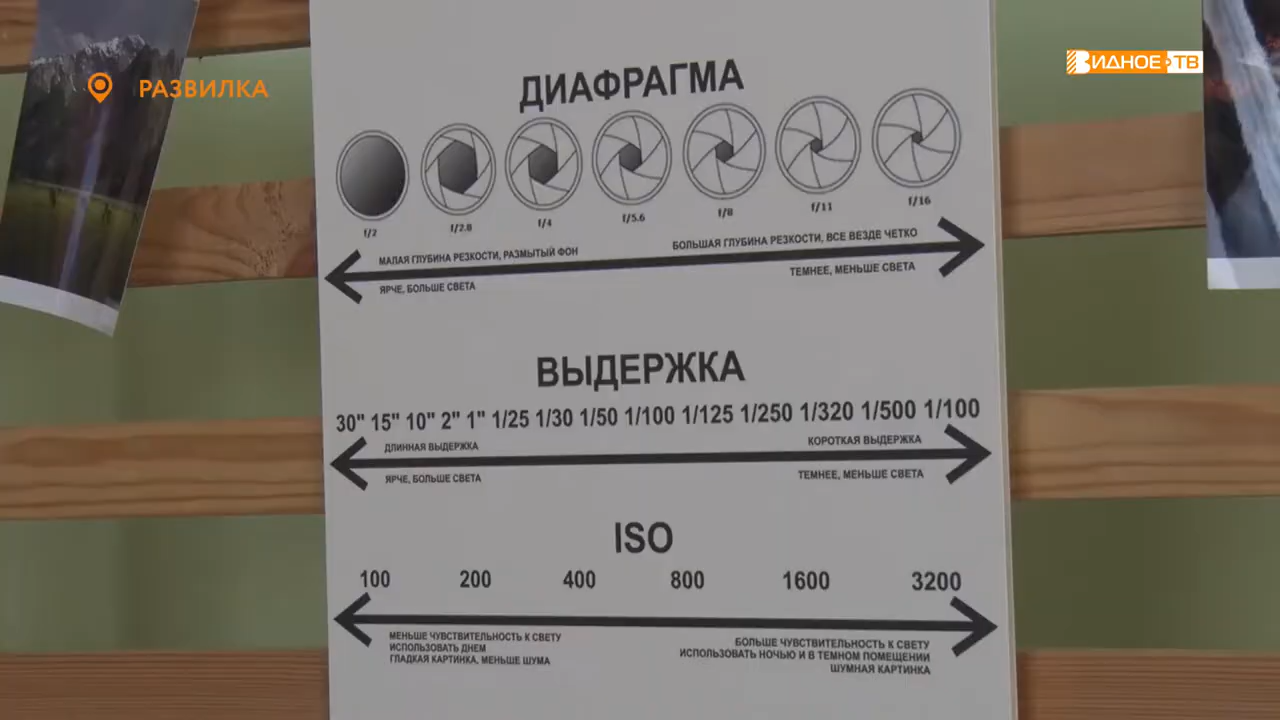 РАЗВИЛКА
ВИДНОЕ ТВ
ДИАФРАГМА
f/2 f/2.8 f/4 f/5.6 f/8 f/11 f/16
МАЛАЯ ГЛУБИНА РЕЗКОСТИ, РАЗМЫТЫЙ ФОН
БОЛЬШАЯ ГЛУБИНА РЕЗКОСТИ, ВСЕ ВЕЗДЕ ЧЕТКО
ЯРЧЕ, БОЛЬШЕ СВЕТА
ТЕМНЕЕ, МЕНЬШЕ СВЕТА
ВЫДЕРЖКА
30" 15" 10" 2" 1" 1/25 1/30 1/50 1/100 1/125 1/250 1/320 1/500 1/100
ДЛИННАЯ ВЫДЕРЖКА
КОРОТКАЯ ВЫДЕРЖКА
ЯРЧЕ, БОЛЬШЕ СВЕТА
ТЕМНЕЕ, МЕНЬШЕ СВЕТА
ISO
100 200 400 800 1600 3200
МЕНЬШЕ ЧУВСТВИТЕЛЬНОСТЬ К СВЕТУ
ИСПОЛЬЗОВАТЬ ДНЕМ
ГЛАДКАЯ КАРТИНКА, МЕНЬШЕ ШУМА
БОЛЬШЕ ЧУВСТВИТЕЛЬНОСТЬ К СВЕТУ
ИСПОЛЬЗОВАТЬ НОЧЬЮ И В ТЕМНОМ ПОМЕЩЕНИИ
ШУМНАЯ КАРТИНКА